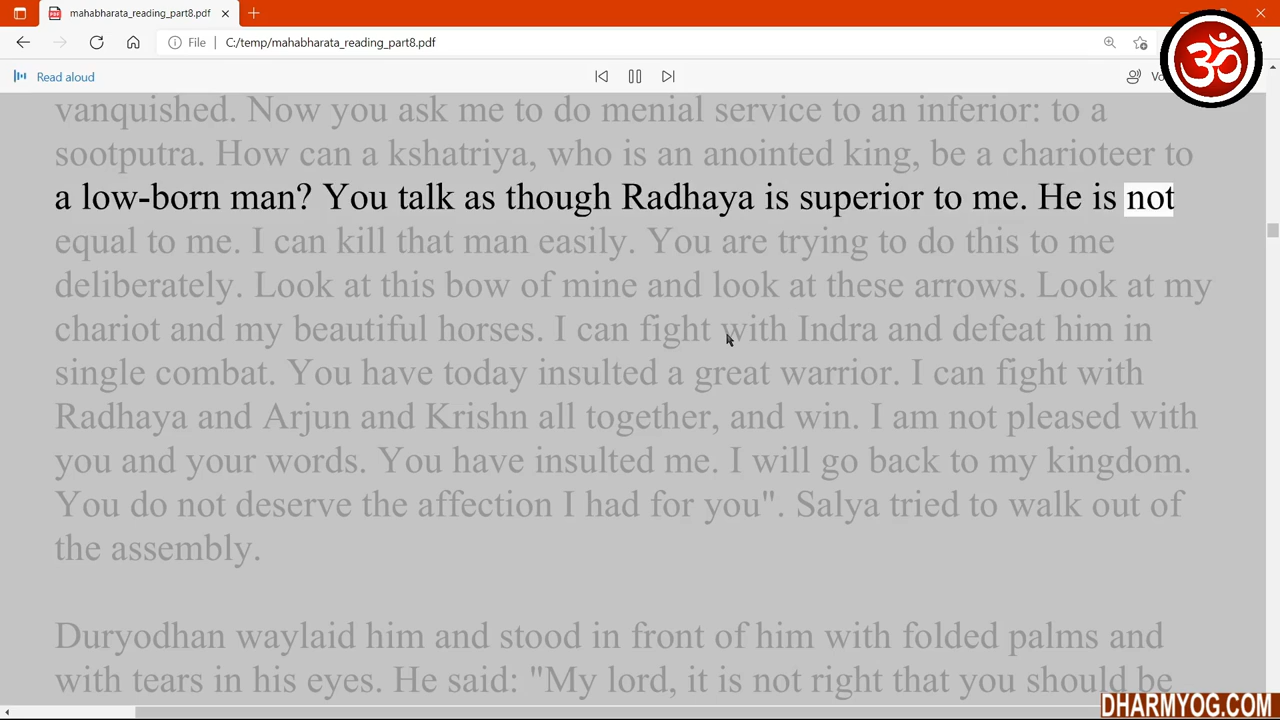 mahabharata_reading_part8.pdf
File
C:/temp/mahabharata_reading_part8.pdf
ॐ
Read aloud
vanquished. Now you ask me to do menial service to an inferior: to a
sootputra. How can a kshatriya, who is an anointed king, be a charioteer to
a low-born man? You talk as though Radhaya is superior to me. He is not
equal to me. I can kill that man easily. You are trying to do this to me
deliberately. Look at this bow of mine and look at these arrows. Look at my
chariot and my beautiful horses. I can fight with Indra and defeat him in
single combat. You have today insulted a great warrior. I can fight with
Radhaya and Arjun and Krishn all together, and win. I am not pleased with
you and your words. You have insulted me. I will go back to my kingdom.
You do not deserve the affection I had for you". Salya tried to walk out of
the assembly.
Duryodhan waylaid him and stood in front of him with folded palms and
with tears in his eyes. He said: "My lord, it is not right that you should be
DHARMYOG.COM